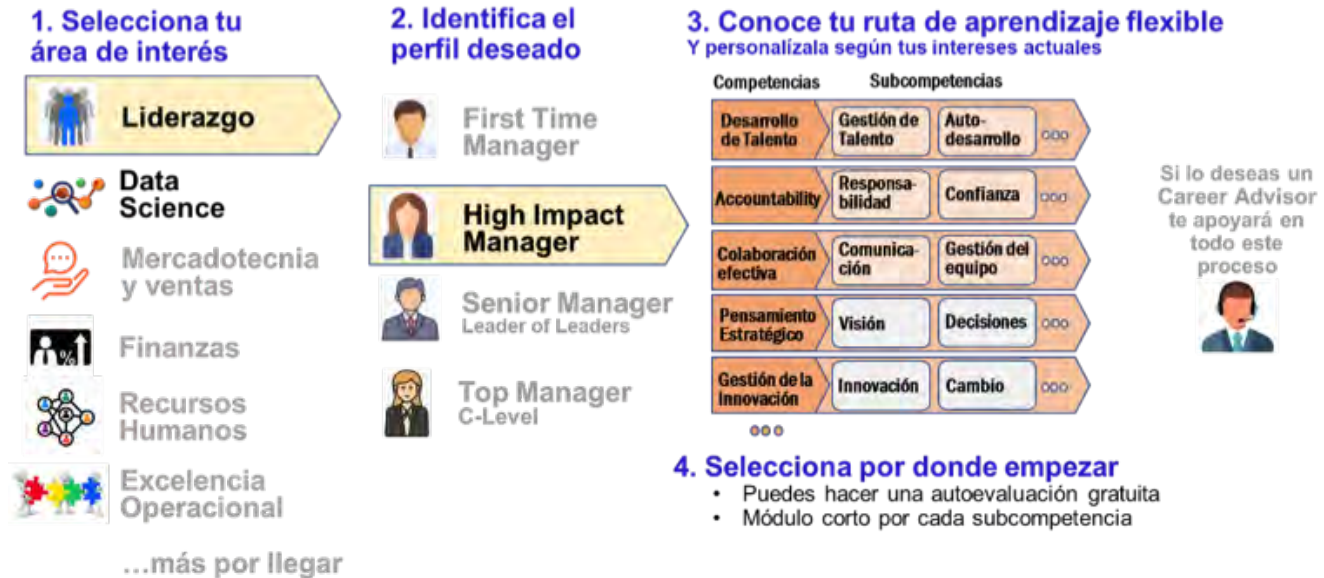 1. Selecciona tu
área de interés
Liderazgo
Data
Science
Mercadotecnia
y ventas
%
Finanzas
Recursos
Humanos
Excelencia
Operacional
...más por llegar
2. Identifica el
perfil deseado
First Time
Manager
High Impact
Manager
Senior Manager
Leader of Leaders
Top Manager
C-Level
3. Conoce tu ruta de aprendizaje flexible
Y personalízala según tus intereses actuales
Competencias Subcompetencias
Desarrollo
de Talento
Gestión de
Talento
Auto-
desarrollo
Accountability
Responsa-
bilidad
Confianza
Colaboración
efectiva
Comunica-
ción
Gestión del
equipo
Pensamiento
Estratégico
Visión
Decisiones
Gestión de la
Innovación
Innovación
Cambio
Si lo deseas un
Career Advisor
te apoyará en
todo este
proceso
4. Selecciona por donde empezar
• Puedes hacer una autoevaluación gratuita
• Módulo corto por cada subcompetencia